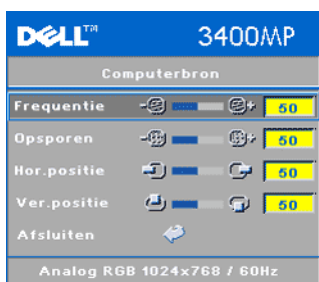 DELL™ 3400MP
Computerbron
Frequentie - + 50
Opsporen - + 50
Hor.positie 50
Ver.positie 50
Afsluiten
Analog RGB 1024x768 / 60Hz